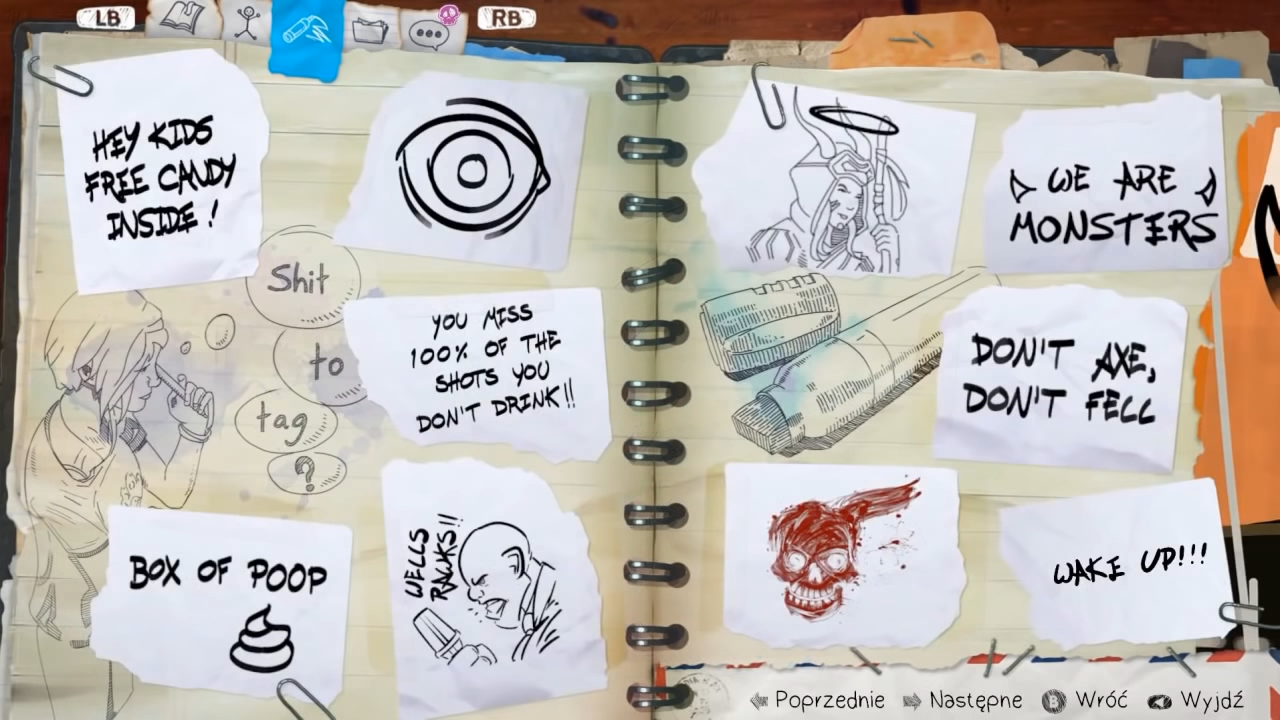 LB
RB
HEY KIDS
FREE CANDY
INSIDE!
Shit
to
tag
?
YOU MISS
100% OF THE
SHOTS YOU
DON'T DRINK!!
BOX OF POOP
WELLS
RACKS!!
WE ARE
MONSTERS
DON'T AXE,
DON'T FELL
WAKE UP!!!
Poprzednie
Następne
B Wróć
Wyjdź